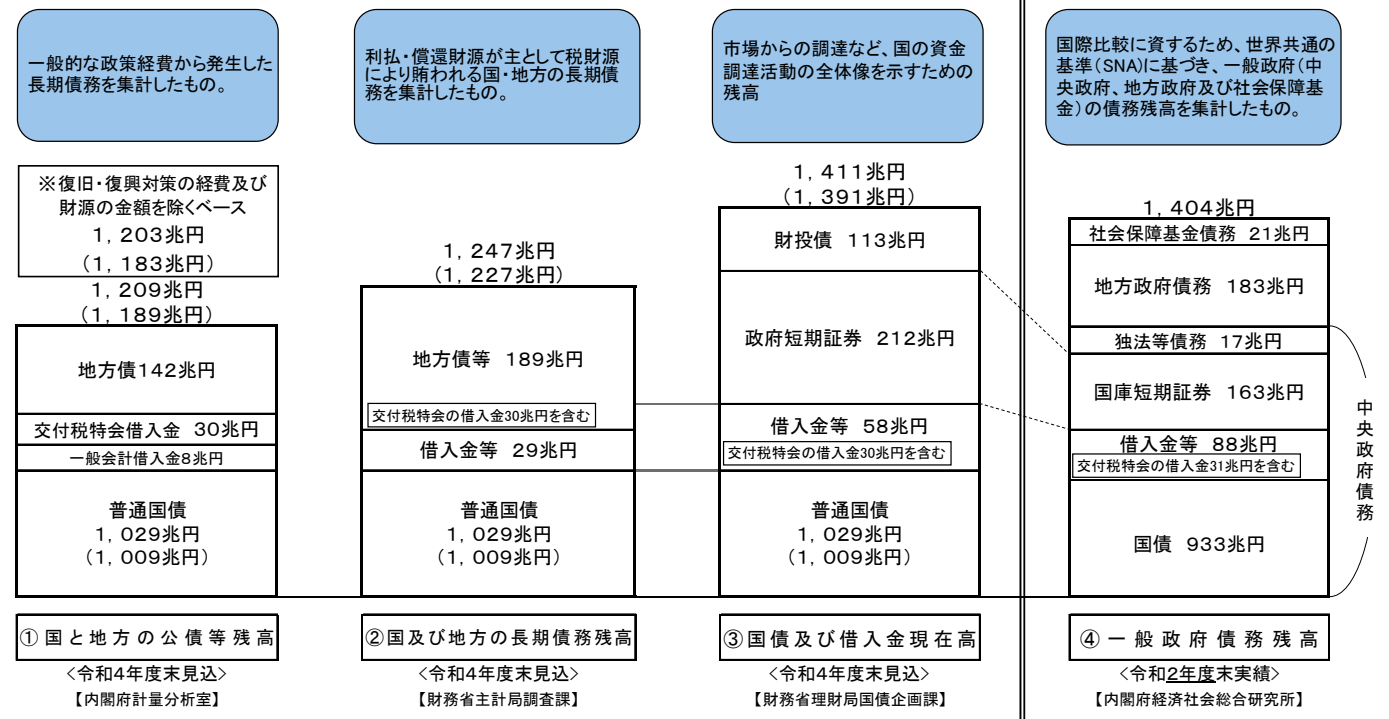 一般的な政策経費から発生した
長期債務を集計したもの。
※復旧・復興対策の経費及び
財源の金額を除くベース
１，２０３兆円
（１，１８３兆円）
１，２０９兆円
（１，１８９兆円）
地方債１４２兆円
交付税特会借入金 ３０兆円
一般会計借入金８兆円
普通国債
１，０２９兆円
（１，００９兆円）
①国と地方の公債等残高
＜令和４年度末見込＞
【内閣府計量分析室】
利払・償還財源が主として税財源
により賄われる国・地方の長期債
務を集計したもの。
１，２４７兆円
（１，２２７兆円）
地方債等 １８９兆円
交付税特会の借入金30兆円を含む
借入金等 ２９兆円
普通国債
１，０２９兆円
（１，００９兆円）
②国及び地方の長期債務残高
＜令和４年度末見込＞
【財務省主計局調査課】
市場からの調達など、国の資金
調達活動の全体像を示すための
残高
１，４１１兆円
（１，３９１兆円）
財投債 １１３兆円
政府短期証券 ２１２兆円
借入金等 ５８兆円
交付税特会の借入金30兆円を含む
普通国債
１，０２９兆円
（１，００９兆円）
③国債及び借入金現在高
＜令和４年度末見込＞
【財務省理財局国債企画課】
国際比較に資するため、世界共通の
基準（SNA)に基づき、一般政府（中
央政府、地方政府及び社会保障基
金）の債務残高を集計したもの。
１，４０４兆円
社会保障基金債務 ２１兆円
地方政府債務 １８３兆円
独法等債務 １７兆円
国庫短期証券 １６３兆円
借入金等 ８８兆円
交付税特会の借入金31兆円を含む
国債 ９３３兆円
中央政府債務
④一般政府債務残高
＜令和２年度末実績＞
【内閣府経済社会総合研究所】